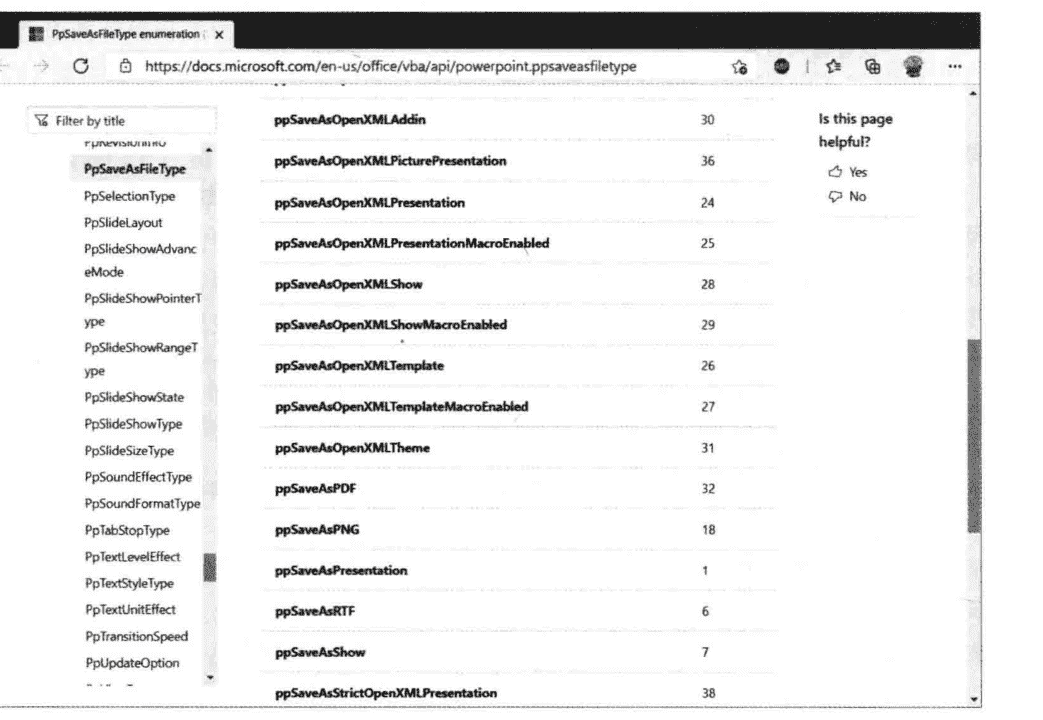 PpSaveAsFileType enumeration
https://docs.microsoft.com/en-us/office/vba/api/powerpoint.ppsaveasfiletype
Filter by title
PpRevisionInfo
PpSaveAsFileType
PpSelectionType
PpSlideLayout
PpSlideShowAdvanc
eMode
PpSlideShowPointerT
ype
PpSlideShowRangeT
ype
PpSlideShowState
PpSlideShowType
PpSlideSizeType
PpSoundEffectType
PpSoundFormatType
PpTabStopType
PpTextLevelEffect
PpTextStyleType
PpTextUnitEffect
PpTransitionSpeed
PpUpdateOption
ppSaveAsOpenXMLAddin 30
ppSaveAsOpenXMLPicturePresentation 36
ppSaveAsOpenXMLPresentation 24
ppSaveAsOpenXMLPresentationMacroEnabled 25
ppSaveAsOpenXMLShow 28
ppSaveAsOpenXMLShowMacroEnabled 29
ppSaveAsOpenXMLTemplate 26
ppSaveAsOpenXMLTemplateMacroEnabled 27
ppSaveAsOpenXMLTheme 31
ppSaveAsPDF 32
ppSaveAsPNG 18
ppSaveAsPresentation 1
ppSaveAsRTF 6
ppSaveAsShow 7
ppSaveAsStrictOpenXMLPresentation 38
Is this page
helpful?
Yes
No